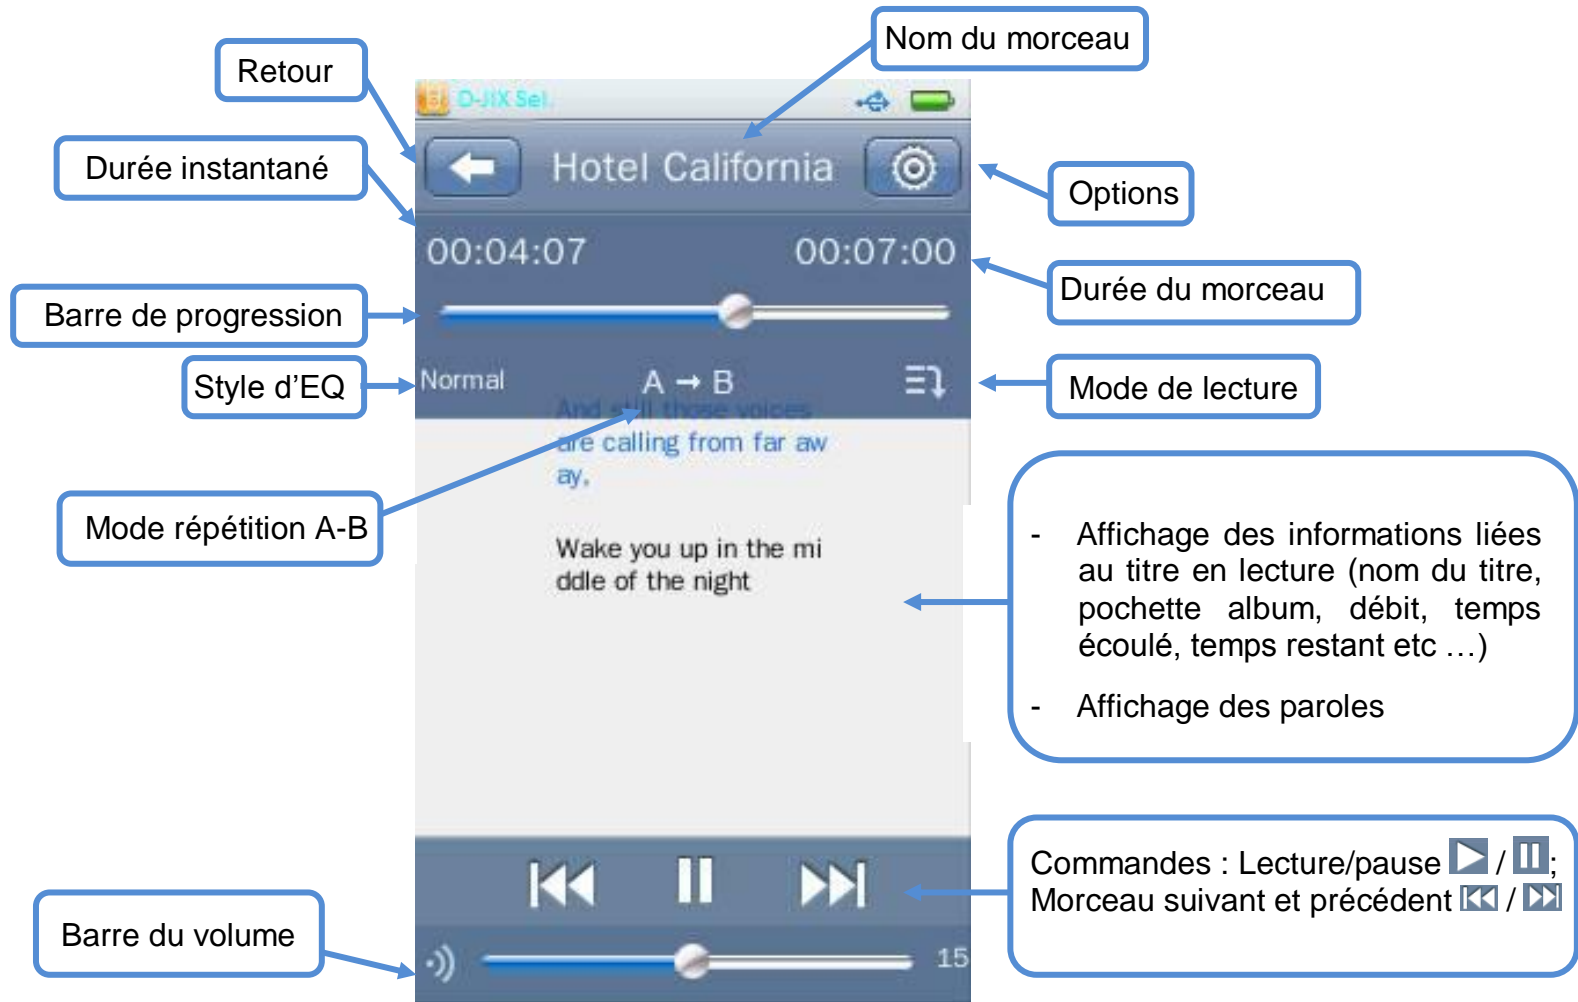 Nom du morceau
Retour
D-JIX Sel.
Durée instantané
Hotel California
Options
00:04:07
00:07:00
Durée du morceau
Barre de progression
Style d’EQ
Normal
A → B
Mode de lecture
And still those voices
are calling from far aw
ay,
Mode répétition A-B
Wake you up in the mi
ddle of the night
- Affichage des informations liées
au titre en lecture (nom du titre,
pochette album, débit, temps
écoulé, temps restant etc …)
- Affichage des paroles
Commandes : Lecture/pause / ;
Morceau suivant et précédent /
Barre du volume
15